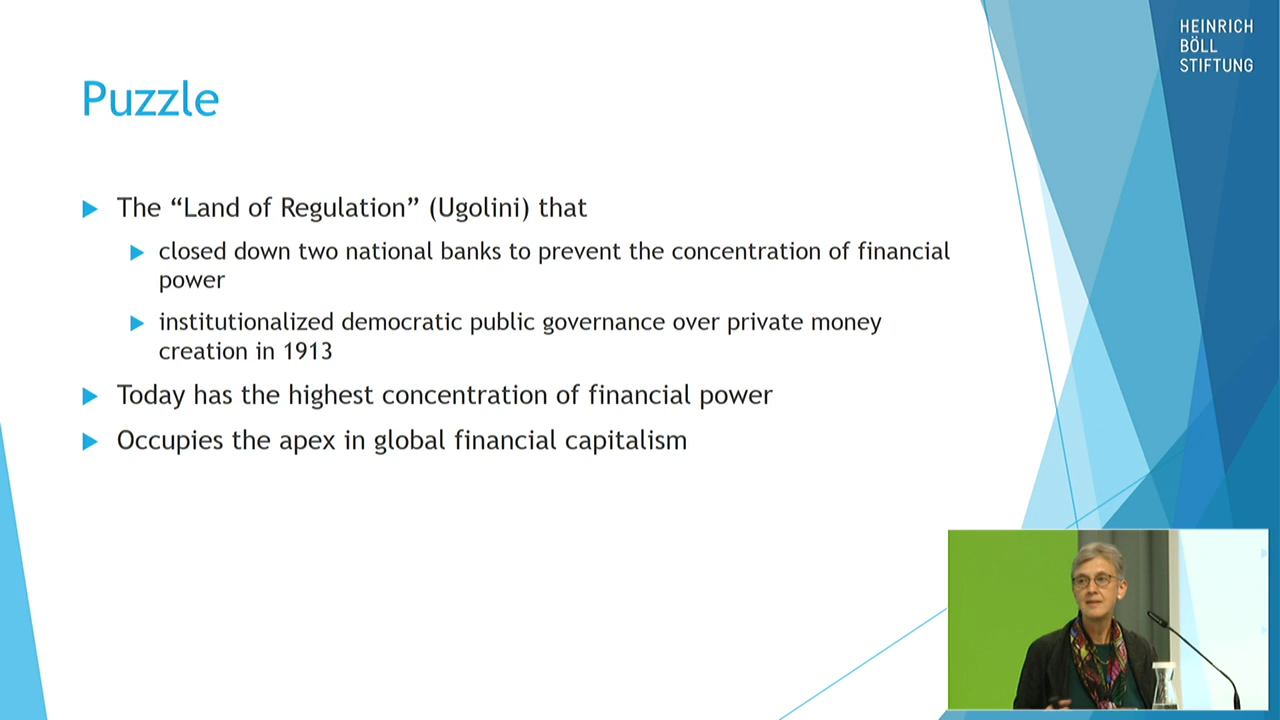 HEINRICH
BÖLL
STIFTUNG
Puzzle
The “Land of Regulation” (Ugolini) that
closed down two national banks to prevent the concentration of financial
power
institutionalized democratic public governance over private money
creation in 1913
Today has the highest concentration of financial power
Occupies the apex in global financial capitalism